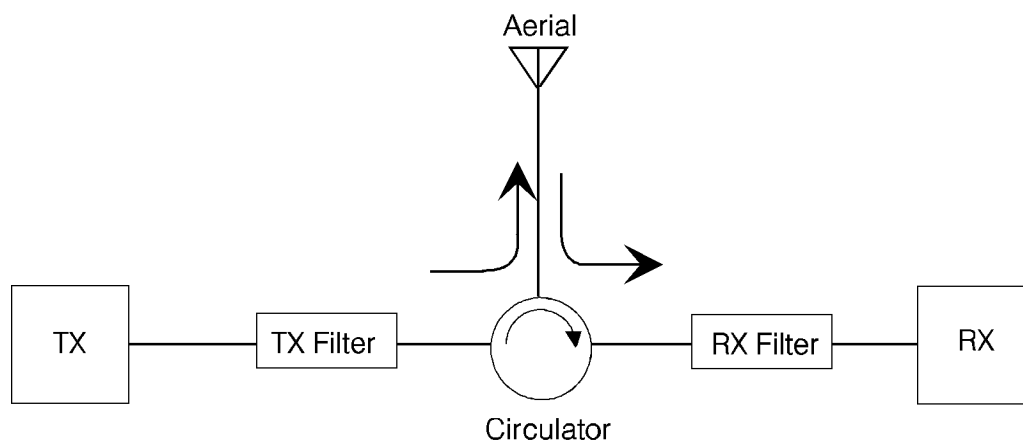 Aerial
TX
TX Filter
RX Filter
RX
Circulator